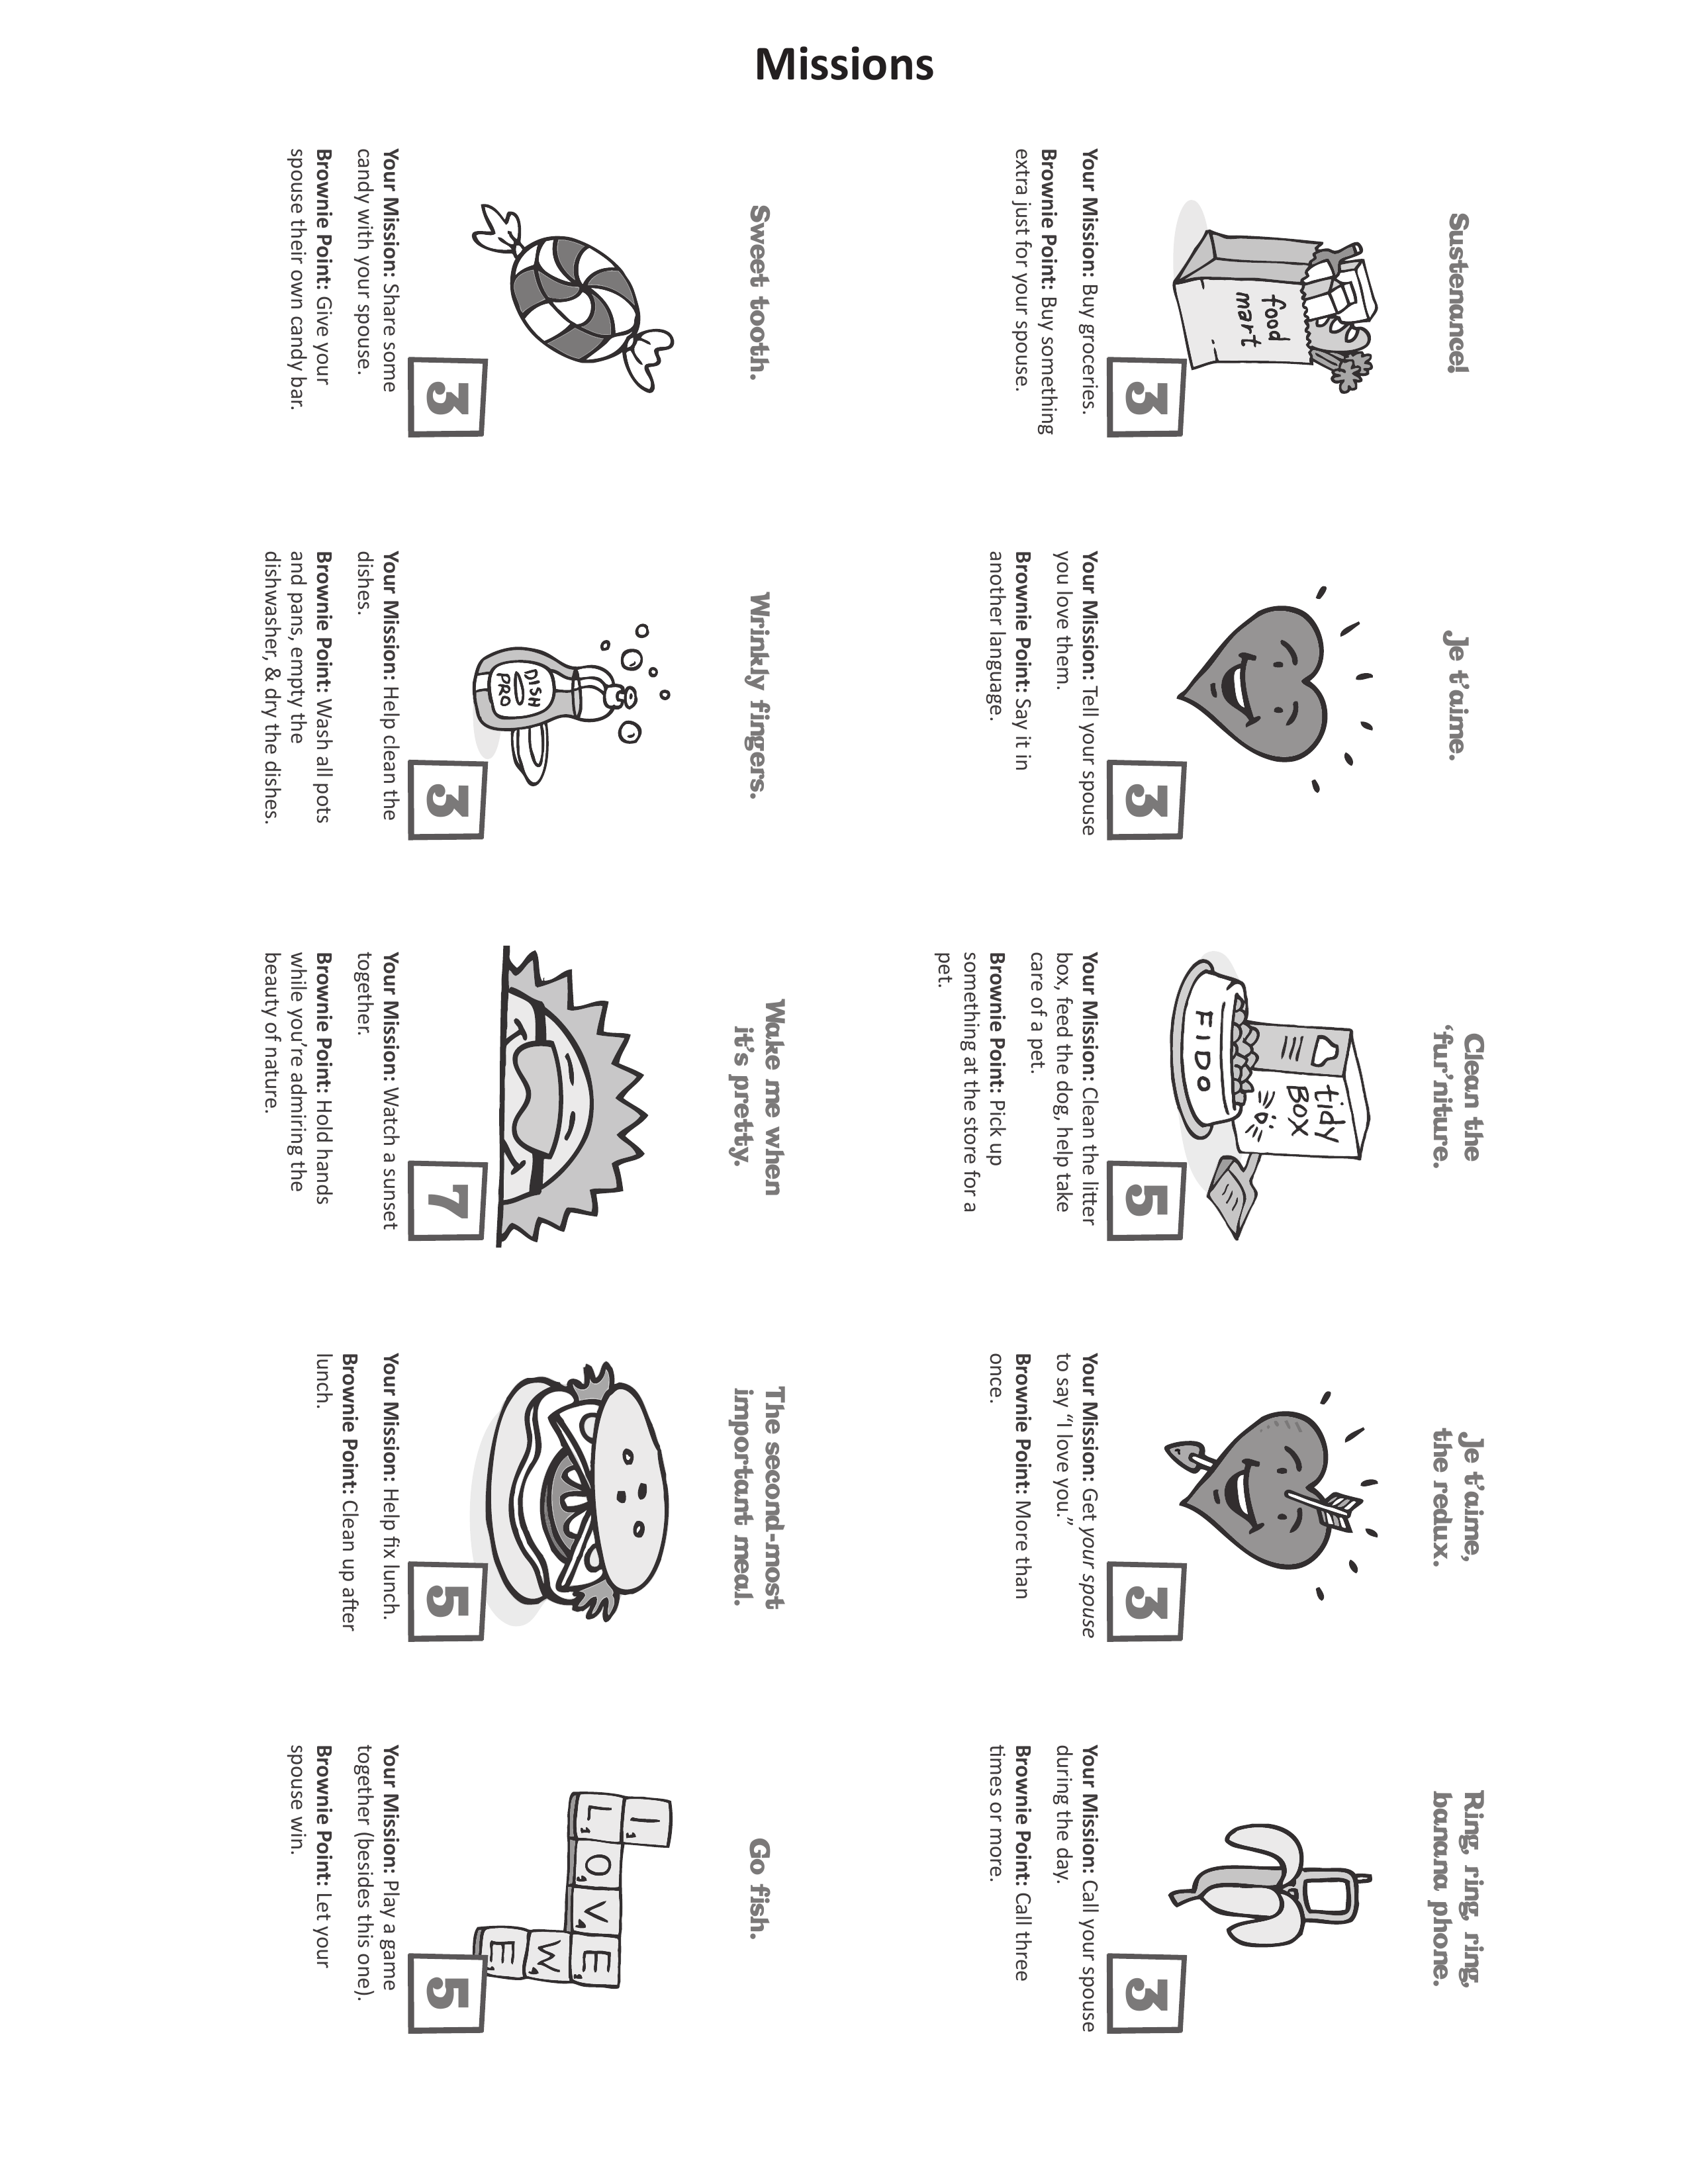 Missions
Sustenance!
food
mart
3
Your Mission: Buy groceries.
Brownie Point: Buy something
extra just for your spouse.
Je t’aime.
3
Your Mission: Tell your spouse
you love them.
Brownie Point: Say it in
another language.
Clean the
‘fur’niture.
tidy
BOX
FIDO
5
Your Mission: Clean the litter
box, feed the dog, help take
care of a pet.
Brownie Point: Pick up
something at the store for a
pet.
Je t’aime,
the redux.
3
Your Mission: Get your spouse
to say “I love you.”
Brownie Point: More than
once.
Ring, ring, ring,
banana phone.
3
Your Mission: Call your spouse
during the day.
Brownie Point: Call three
times or more.
Sweet tooth.
3
Your Mission: Share some
candy with your spouse.
Brownie Point: Give your
spouse their own candy bar.
Wrinkly fingers.
DISH
PRO
3
Your Mission: Help clean the
dishes.
Brownie Point: Wash all pots
and pans, empty the
dishwasher, & dry the dishes.
Wake me when
it’s pretty.
7
Your Mission: Watch a sunset
together.
Brownie Point: Hold hands
while you’re admiring the
beauty of nature.
The second-most
important meal.
5
Your Mission: Help fix lunch.
Brownie Point: Clean up after
lunch.
Go fish.
I
LOVE
W
E
5
Your Mission: Play a game
together (besides this one).
Brownie Point: Let your
spouse win.